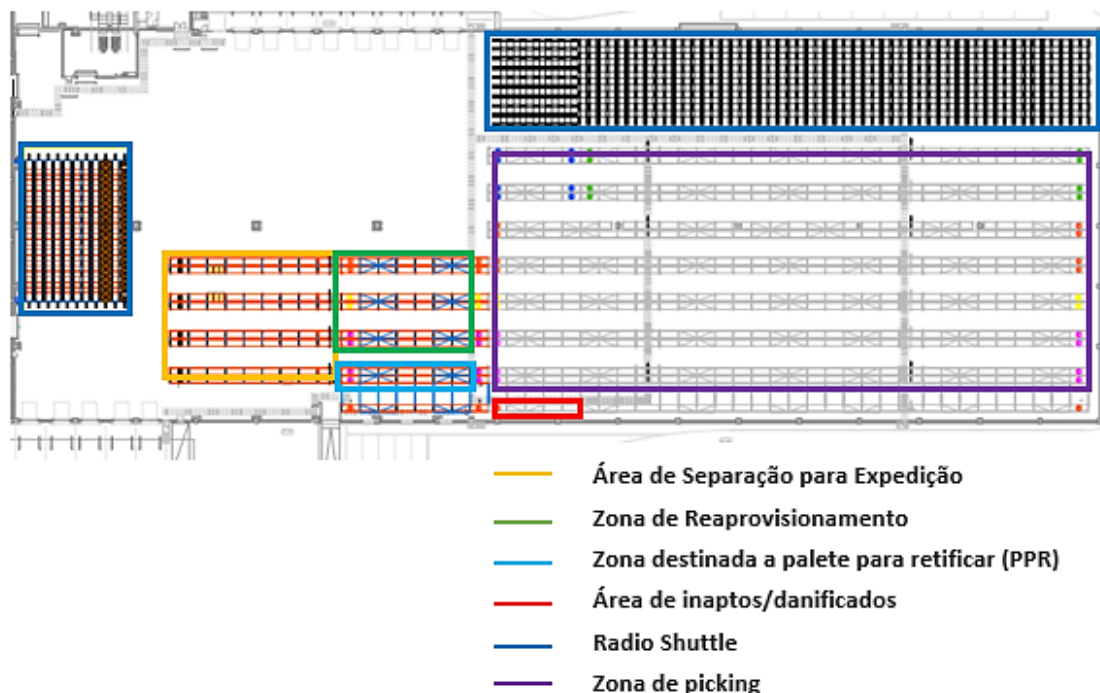 Área de Separação para Expedição
Zona de Reaprovisionamento
Zona destinada a palete para retificar (PPR)
Área de inaptos/danificados
Radio Shuttle
Zona de picking